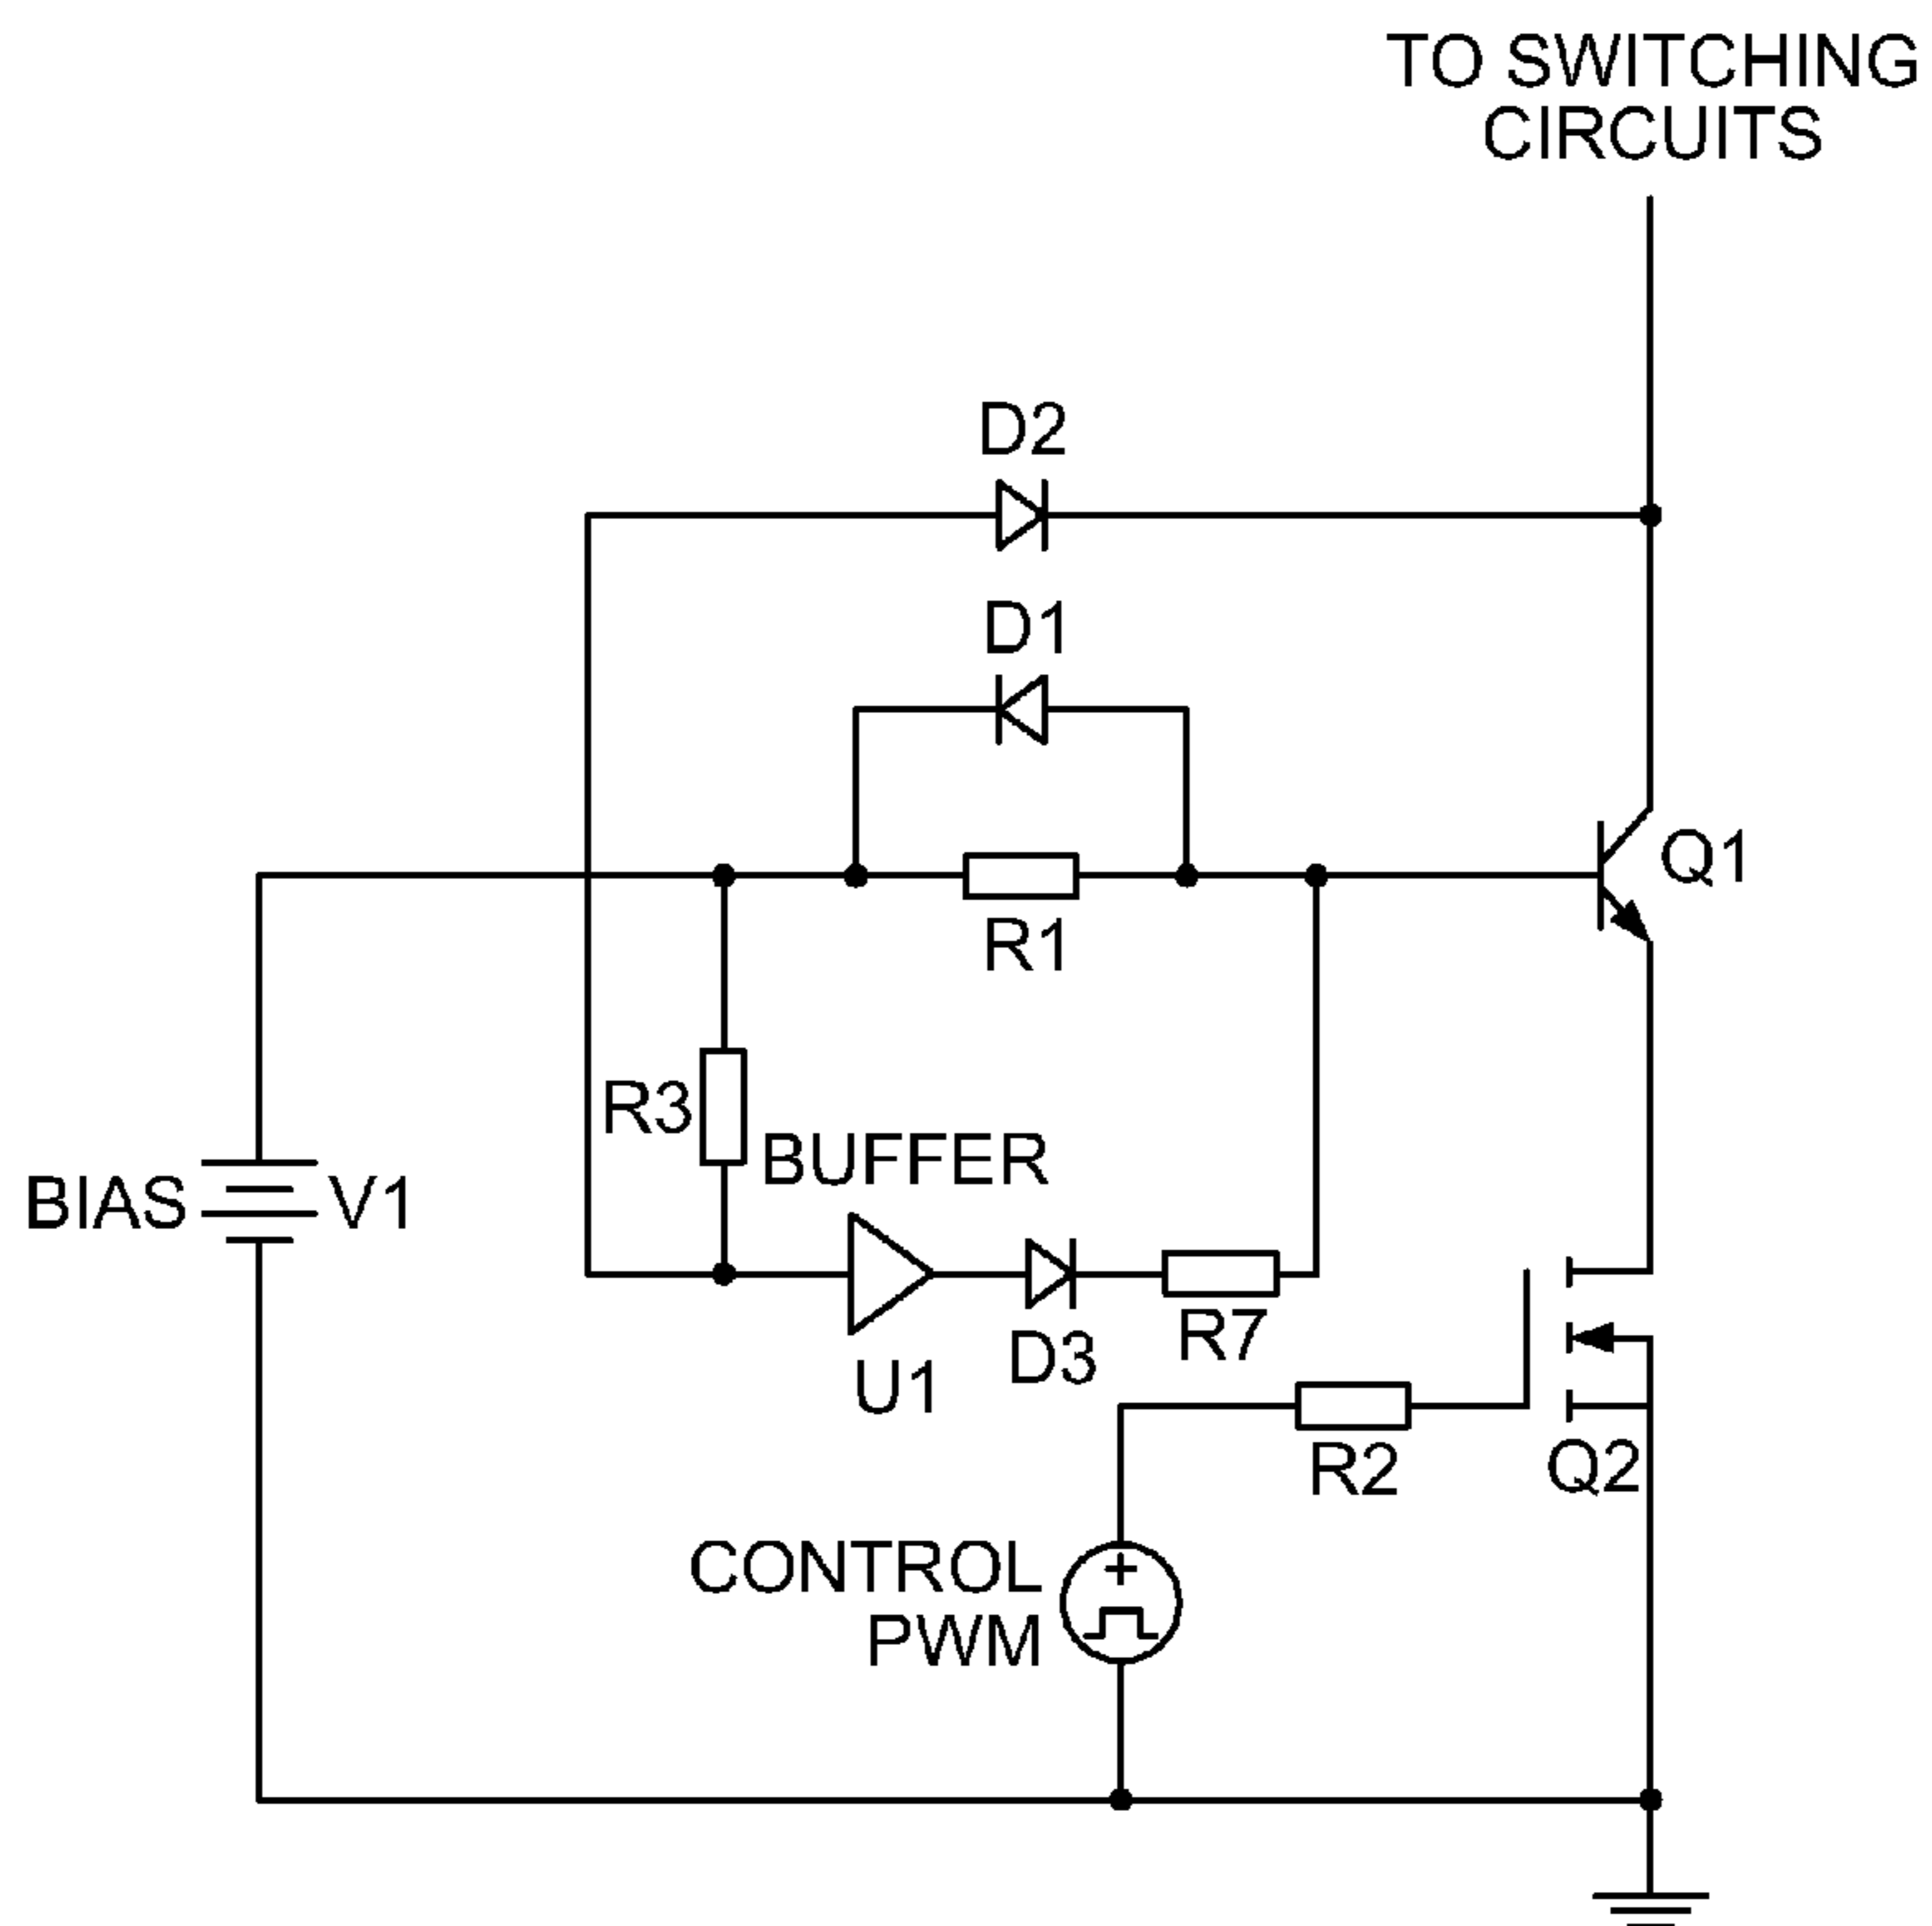 TO SWITCHING
CIRCUITS
D2
D1
Q1
R1
R3
BUFFER
BIAS
V1
R7
D3
U1
R2
Q2
CONTROL
PWM
+